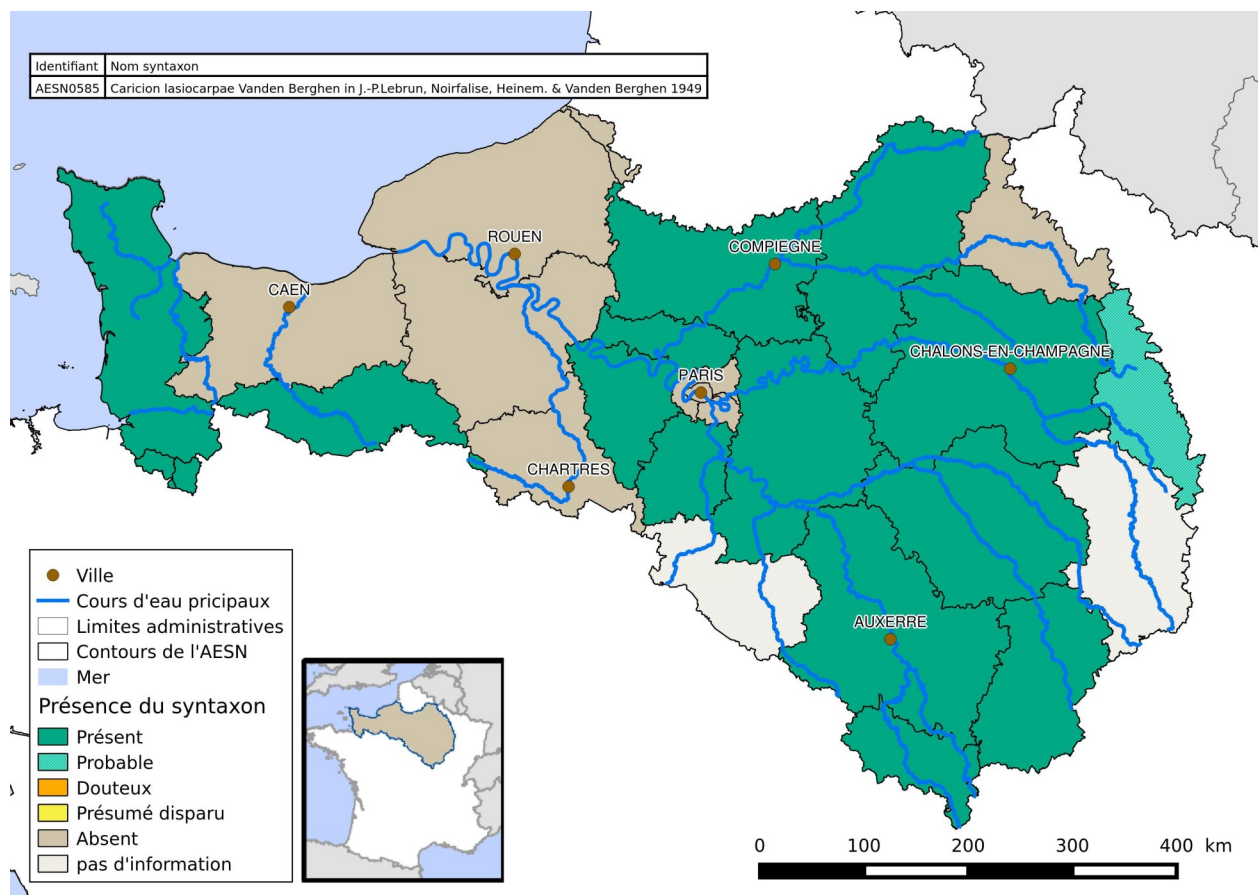 Identifiant Nom syntaxon
AESN0585 Caricion lasiocarpae Vanden Berghen in J.-P.Lebrun, Noirfalise, Heinem. & Vanden Berghen 1949
ROUEN
COMPIEGNE
CAEN
CHALONS-EN-CHAMPAGNE
PARIS
CHARTRES
AUXERRE
Ville
Cours d'eau pricipaux
Limites administratives
Contours de l'AESN
Mer
Présence du syntaxon
Présent
Probable
Douteux
Présumé disparu
Absent
pas d'information
0 100 200 300 400 km